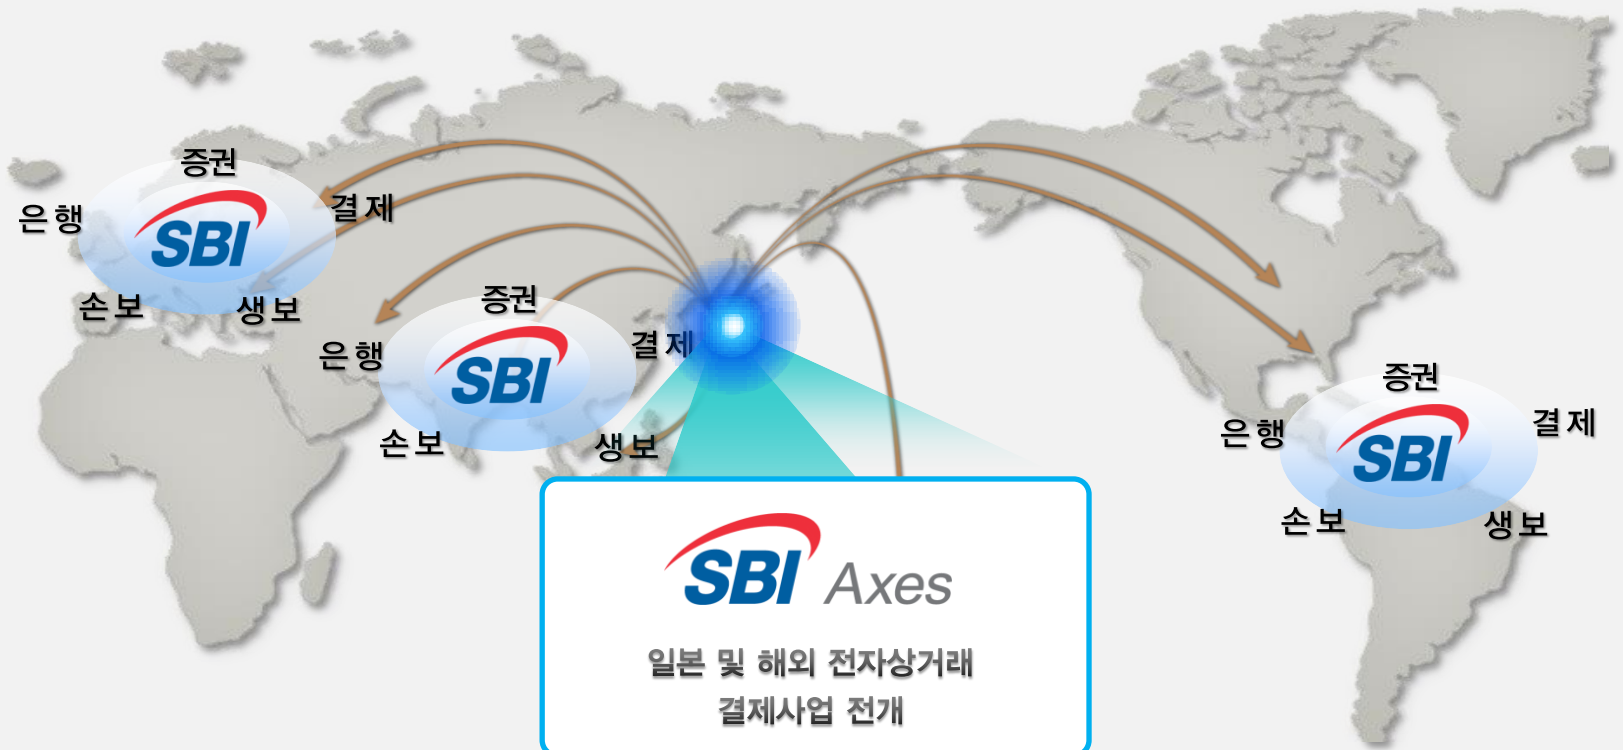 증권
은행
SBI
결제
손보
생보
증권
은행
SBI
결제
손보
생보
증권
은행
SBI
결제
손보
생보
SBI Axes
일본 및 해외 전자상거래
결제사업 전개